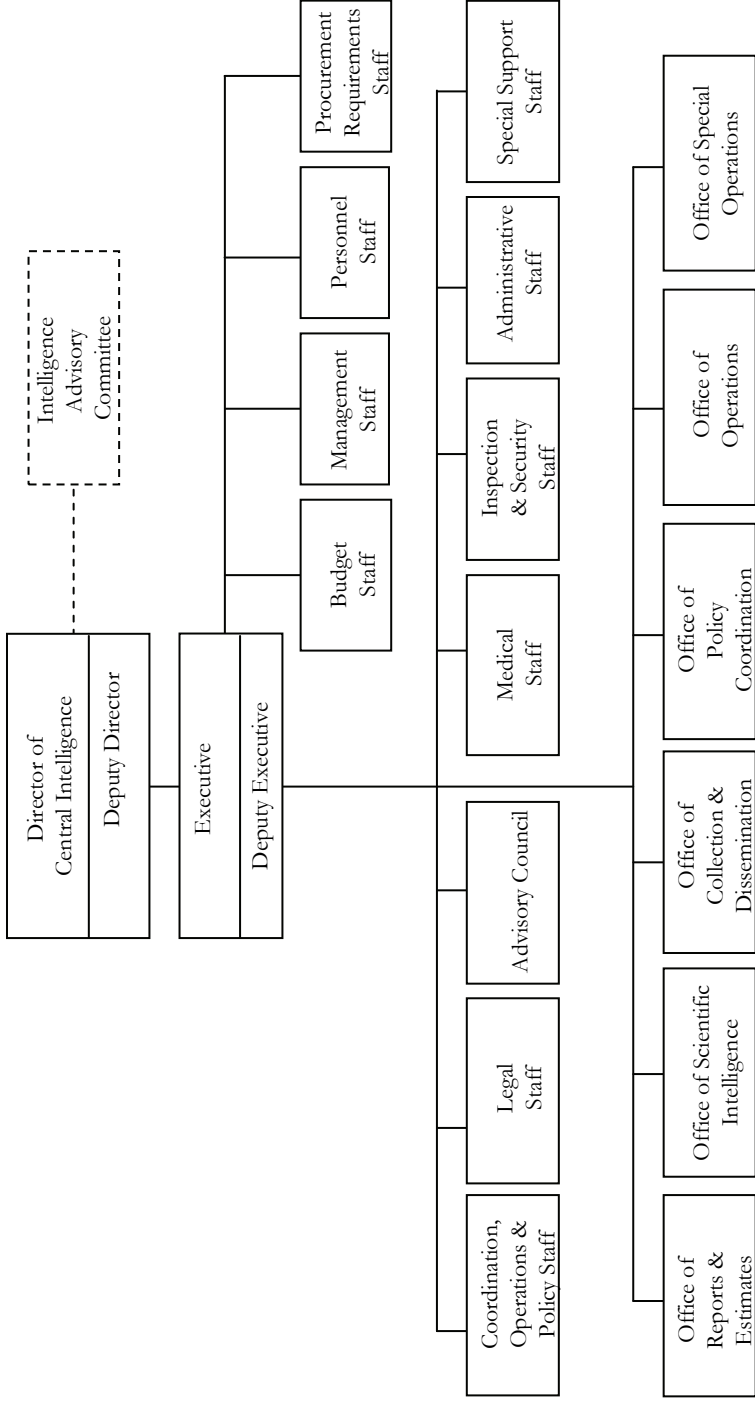 Director of
Central Intelligence
Deputy Director
Intelligence
Advisory
Committee
Executive
Deputy Executive
Budget
Staff
Management
Staff
Personnel
Staff
Procurement
Requirements
Staff
Coordination,
Operations &
Policy Staff
Legal
Staff
Advisory Council
Medical
Staff
Inspection
& Security
Staff
Administrative
Staff
Special Support
Staff
Office of
Reports &
Estimates
Office of Scientific
Intelligence
Office of
Collection &
Dissemination
Office of
Policy
Coordination
Office of
Operations
Office of Special
Operations